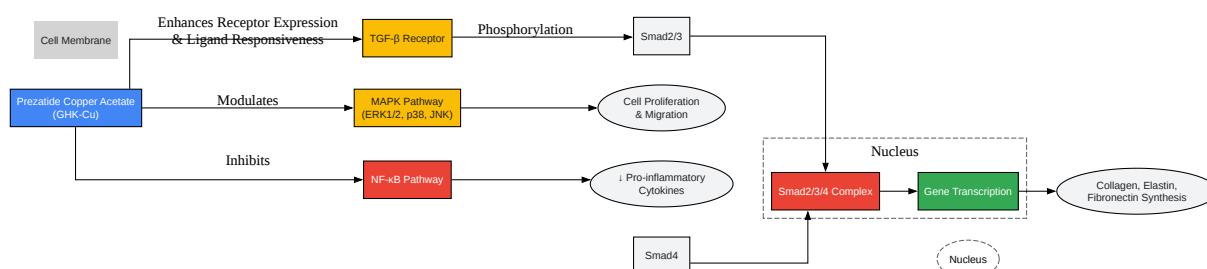 Enhances Receptor Expression
& Ligand Responsiveness
Cell Membrane
TGF-β Receptor
Phosphorylation
Smad2/3
Prezatide Copper Acetate
(GHK-Cu)
Modulates
MAPK Pathway
(ERK1/2, p38, JNK)
Cell Proliferation
& Migration
Inhibits
NF-κB Pathway
↓ Pro-inflammatory
Cytokines
Nucleus
Smad2/3/4 Complex
Gene Transcription
Collagen, Elastin,
Fibronectin Synthesis
Smad4
Nucleus